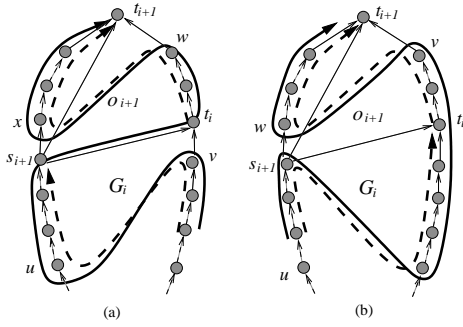 t_{i+1}
w
x
o_{i+1}
t_i
s_{i+1}
v
G_i
u
(a)
t_{i+1}
v
w
o_{i+1}
t_i
s_{i+1}
G_i
u
(b)